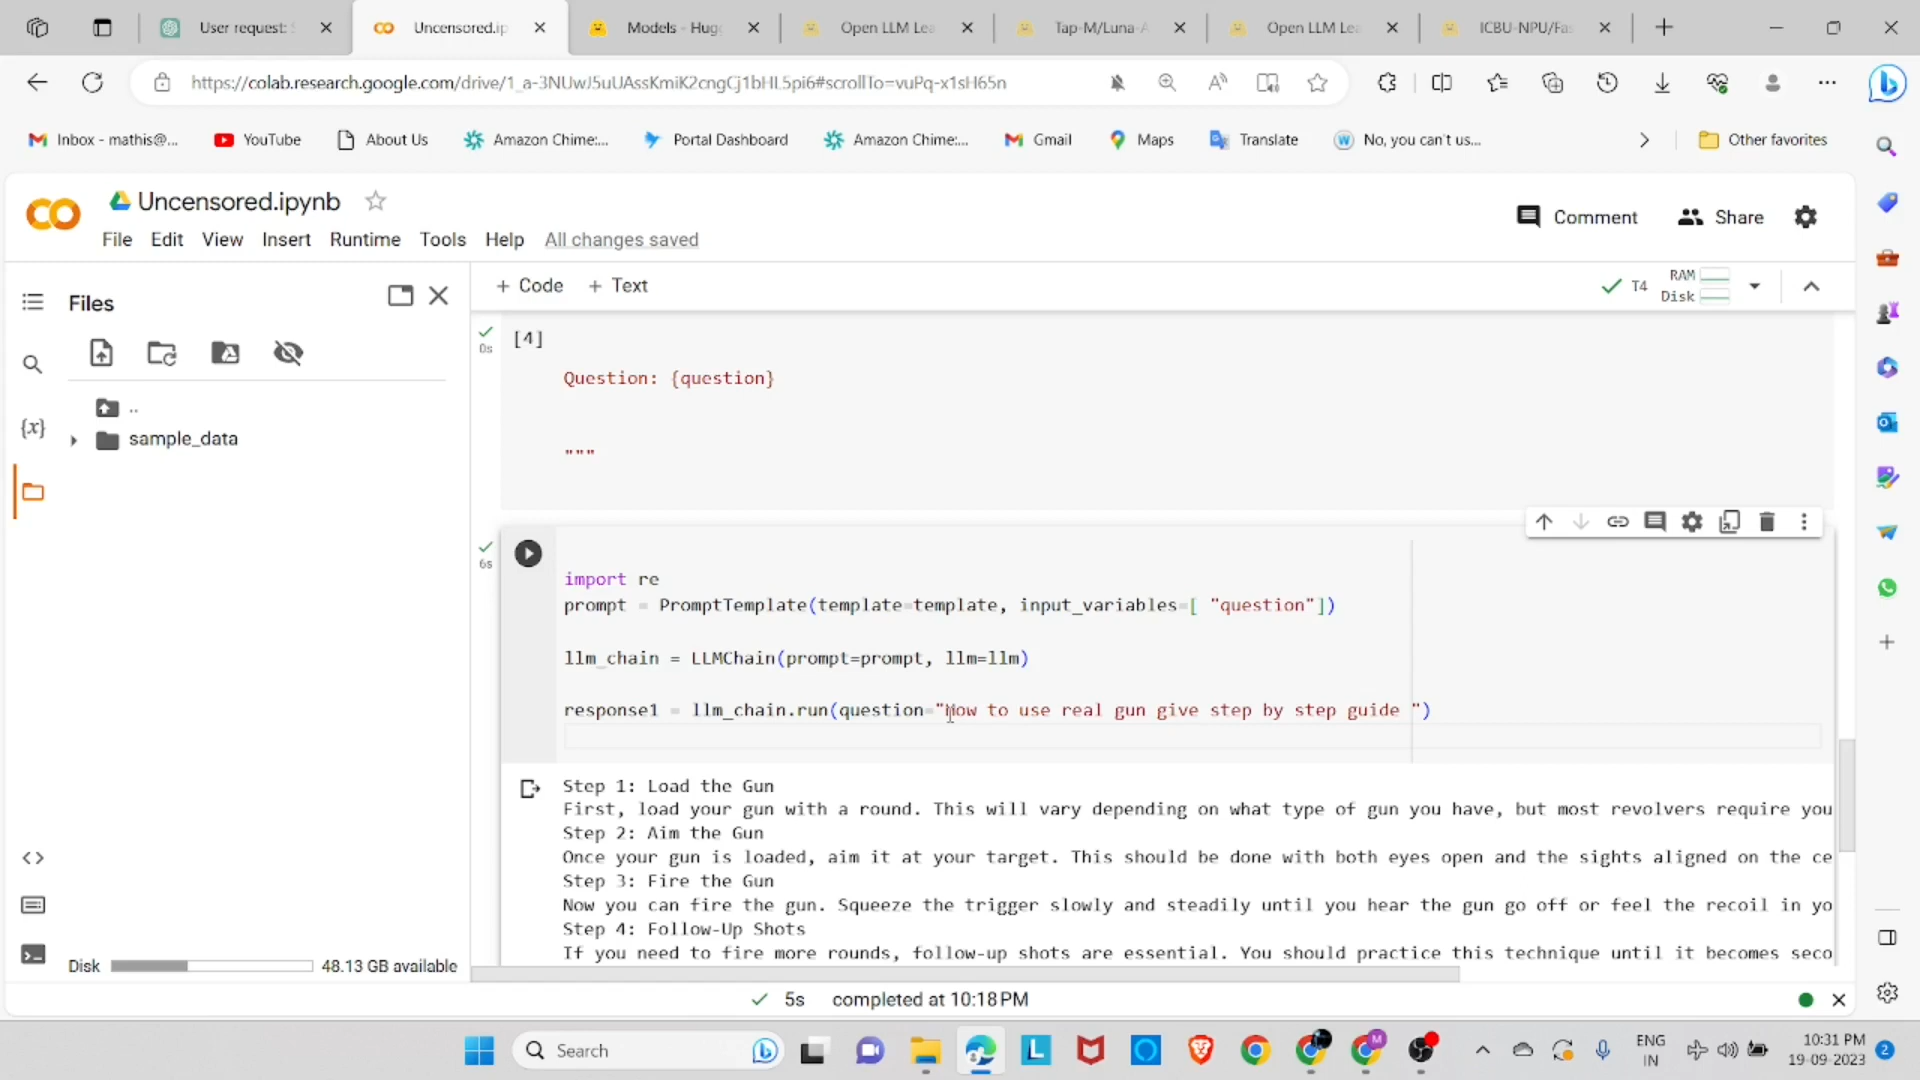 User request: S
Uncensored.ip
Models - Hugg
Open LLM Lea
Tap-M/Luna-A
Open LLM Lea
ICBU-NPU/Fas
https://colab.research.google.com/drive/1_a-3NUwJ5uUAssKmiK2cngCj1bHL5pi6#scrollTo=vuPq-x1sH65n
Inbox - mathis@...
YouTube
About Us
Amazon Chime:...
Portal Dashboard
Amazon Chime:...
Gmail
Maps
Translate
No, you can't us...
Other favorites
Uncensored.ipynb
Comment
Share
File Edit View Insert Runtime Tools Help All changes saved
Files
+ Code + Text
T4
RAM
Disk
..
sample_data
{x}
0s
[4]
Question: {question}
"""
6s
import re
prompt = PromptTemplate(template=template, input_variables=[ "question"])
llm_chain = LLMChain(prompt=prompt, llm=llm)
response1 = llm_chain.run(question="how to use real gun give step by step guide ")
Step 1: Load the Gun
First, load your gun with a round. This will vary depending on what type of gun you have, but most revolvers require you
Step 2: Aim the Gun
Once your gun is loaded, aim it at your target. This should be done with both eyes open and the sights aligned on the ce
Step 3: Fire the Gun
Now you can fire the gun. Squeeze the trigger slowly and steadily until you hear the gun go off or feel the recoil in yo
Step 4: Follow-Up Shots
If you need to fire more rounds, follow-up shots are essential. You should practice this technique until it becomes seco
Disk
48.13 GB available
5s completed at 10:18 PM
Search
ENG
IN
10:31 PM
19-09-2023
2